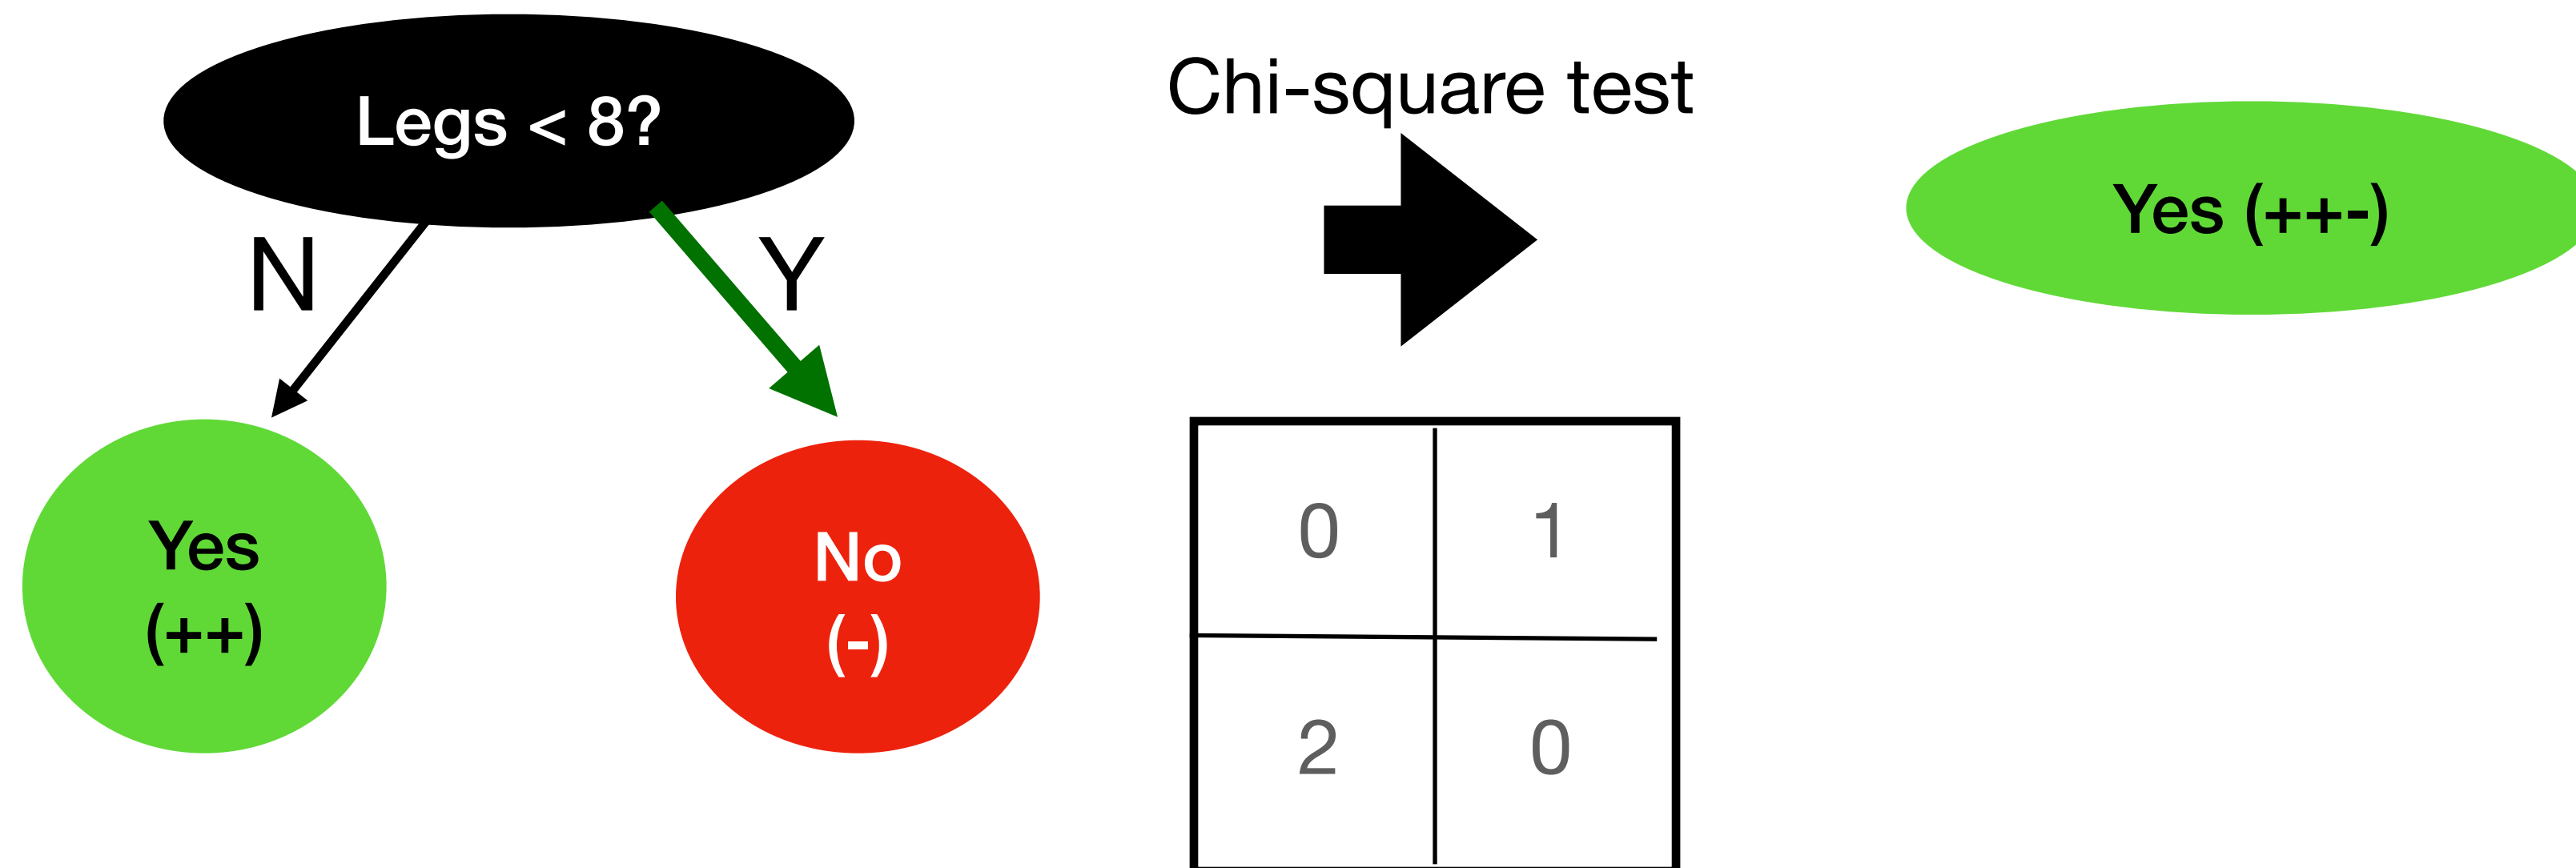 Legs < 8?
N
Y
Yes
(++)
No
(-)
Chi-square test
0 1
2 0
Yes (++-)